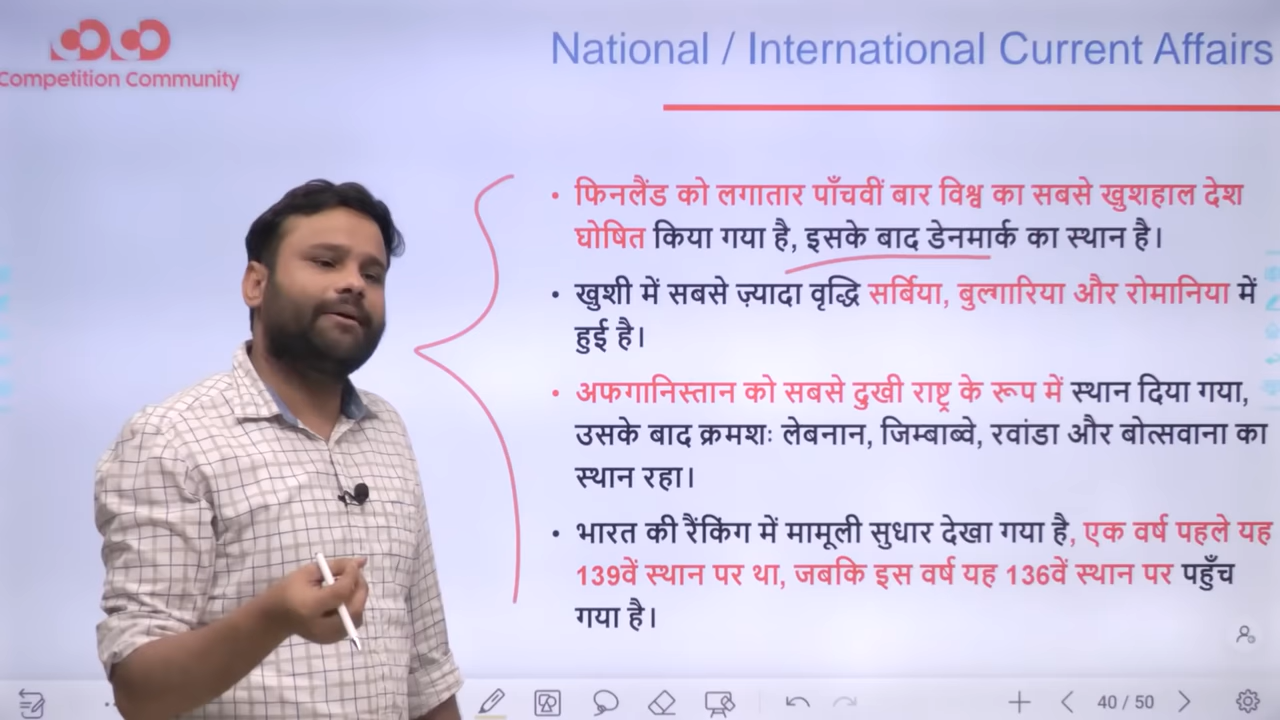 Competition Community
National / International Current Affairs
• फिनलैंड को लगातार पाँचवीं बार विश्व का सबसे खुशहाल देश
घोषित किया गया है, इसके बाद डेनमार्क का स्थान है।
• खुशी में सबसे ज़्यादा वृद्धि सर्बिया, बुल्गारिया और रोमानिया में
हुई है।
• अफगानिस्तान को सबसे दुखी राष्ट्र के रूप में स्थान दिया गया,
उसके बाद क्रमशः लेबनान, जिम्बाब्वे, रवांडा और बोत्सवाना का
स्थान रहा।
• भारत की रैंकिंग में मामूली सुधार देखा गया है, एक वर्ष पहले यह
139वें स्थान पर था, जबकि इस वर्ष यह 136वें स्थान पर पहुँच
गया है।
40 / 50